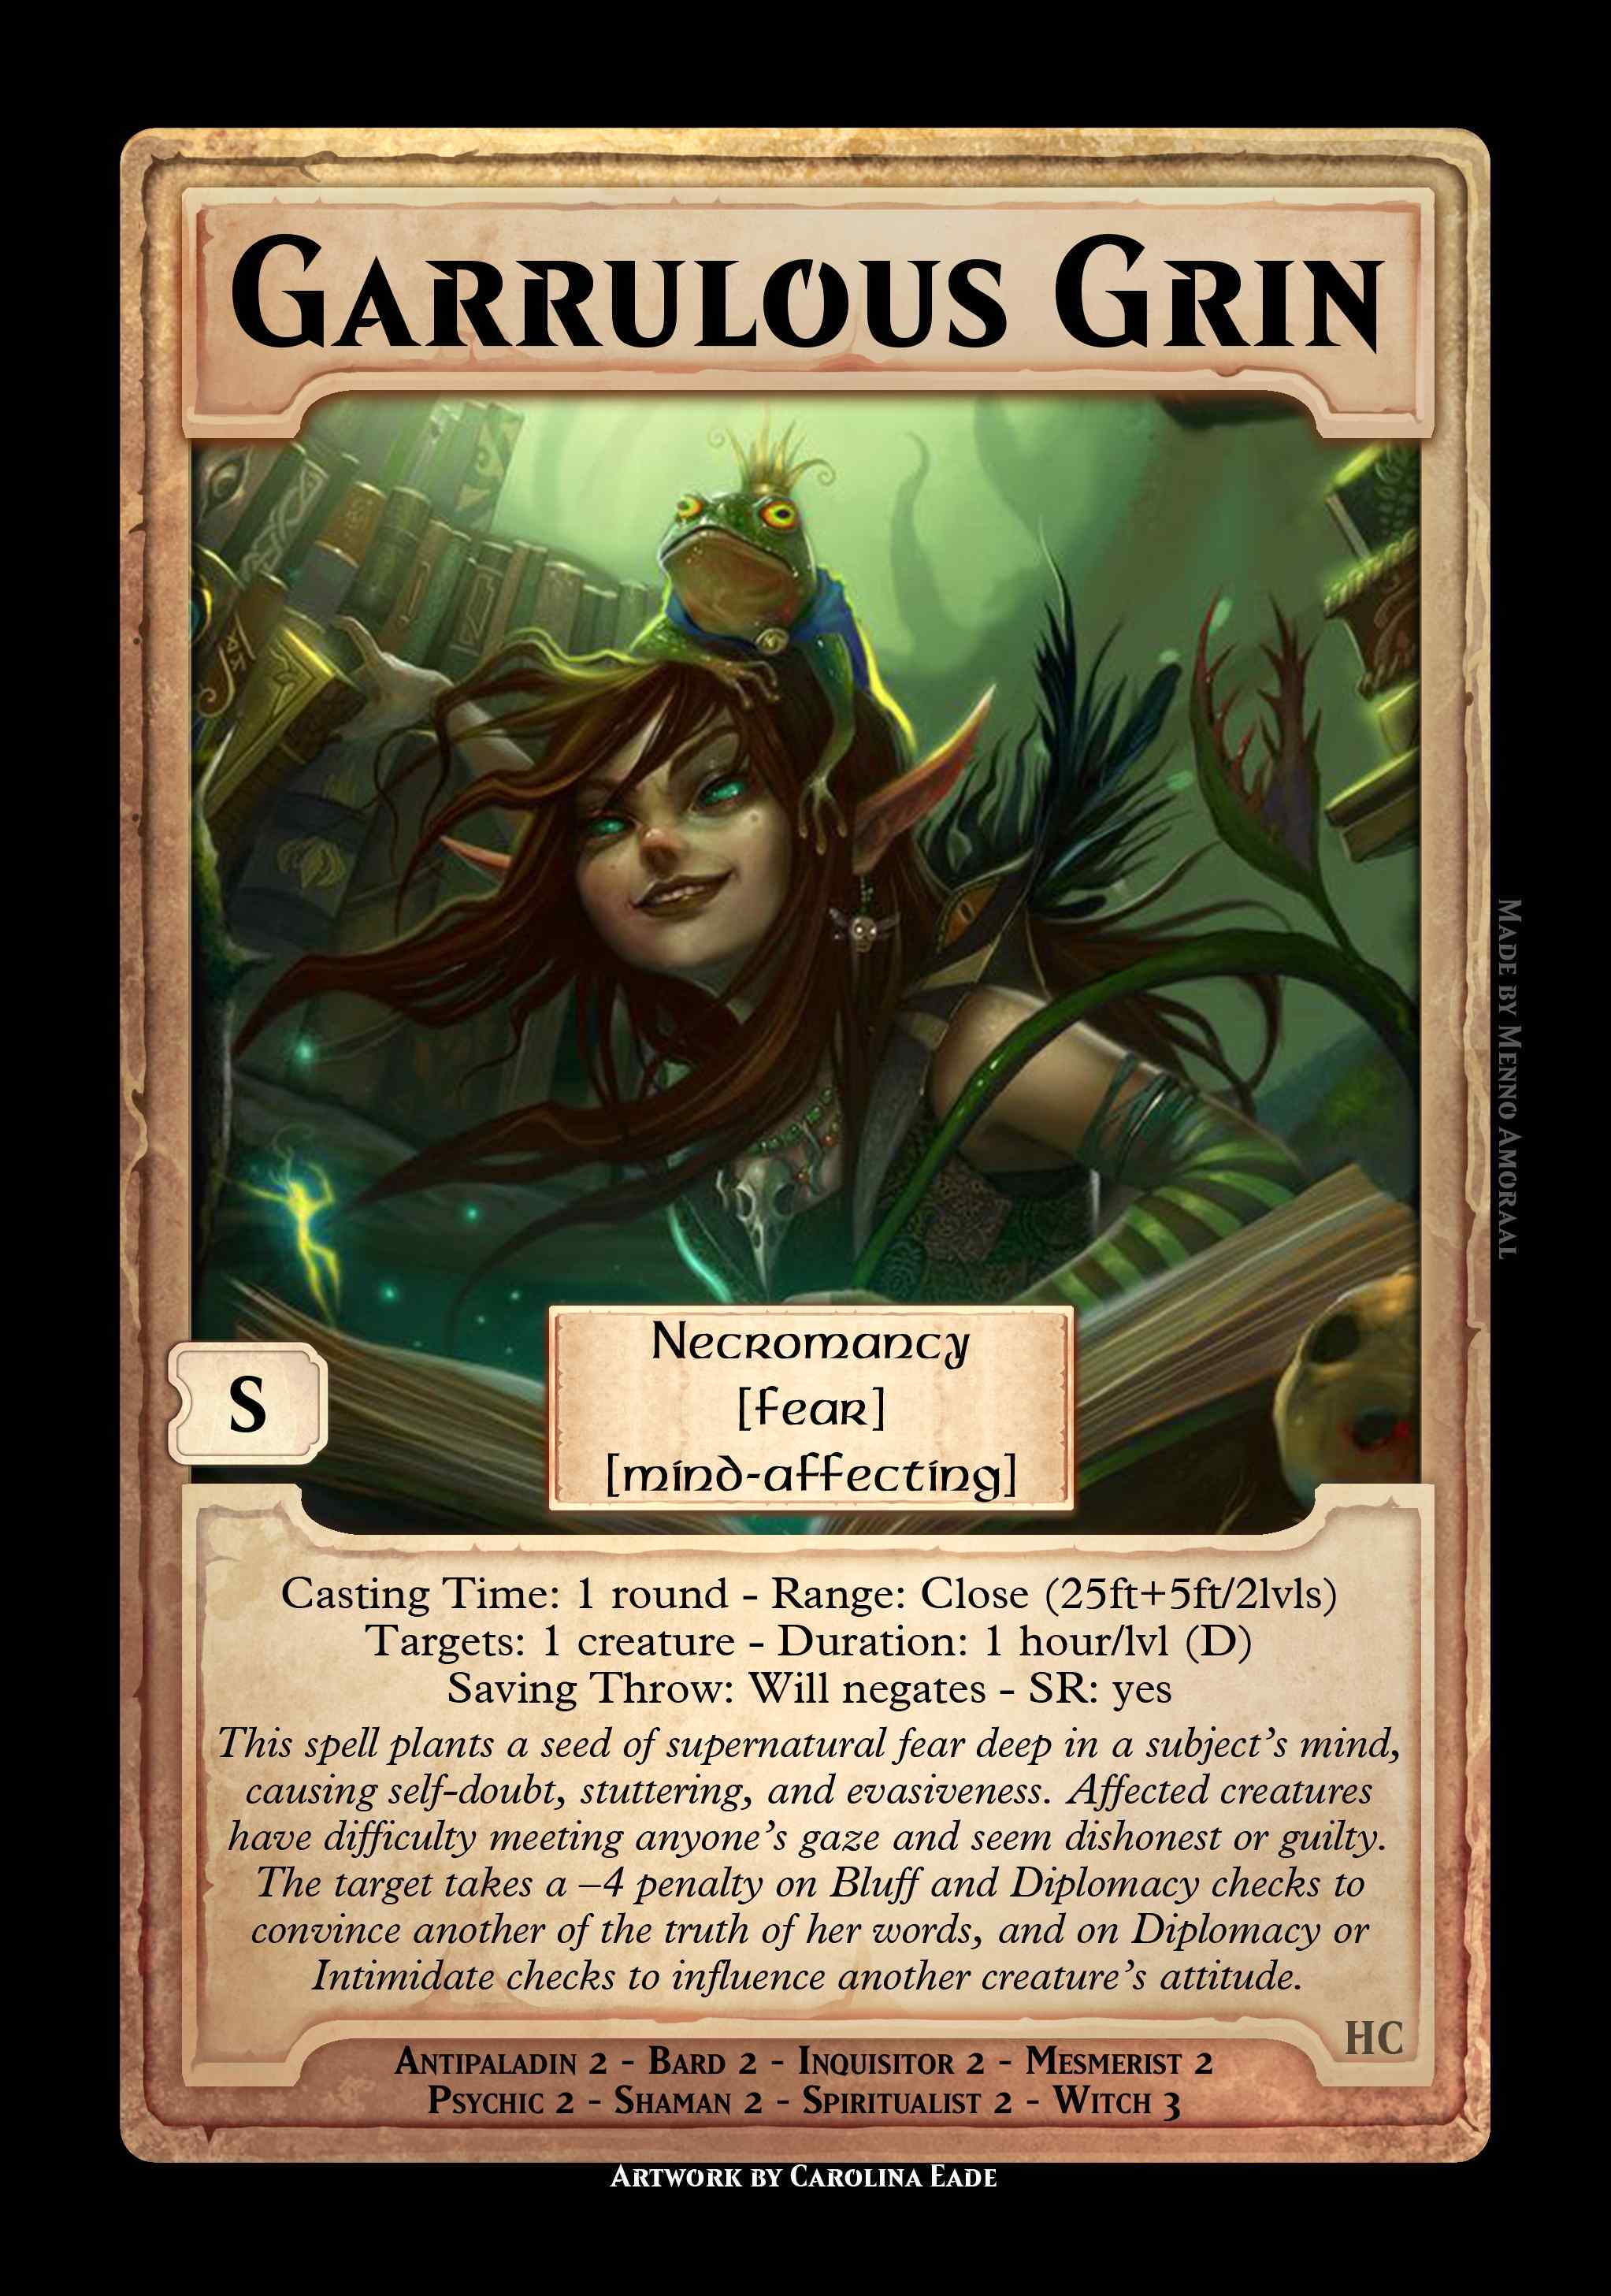 Garrulous Grin
Made by Menno Amoraal
S
Necromancy
[fear]
[mind-affecting]
Casting Time: 1 round - Range: Close (25ft+5ft/2lvls)
Targets: 1 creature - Duration: 1 hour/lvl (D)
Saving Throw: Will negates - SR: yes
This spell plants a seed of supernatural fear deep in a subject’s mind,
causing self-doubt, stuttering, and evasiveness. Affected creatures
have difficulty meeting anyone’s gaze and seem dishonest or guilty.
The target takes a –4 penalty on Bluff and Diplomacy checks to
convince another of the truth of her words, and on Diplomacy or
Intimidate checks to influence another creature’s attitude.
HC
Antipaladin 2 - Bard 2 - Inquisitor 2 - Mesmerist 2
Psychic 2 - Shaman 2 - Spiritualist 2 - Witch 3
Artwork by Carolina Eade